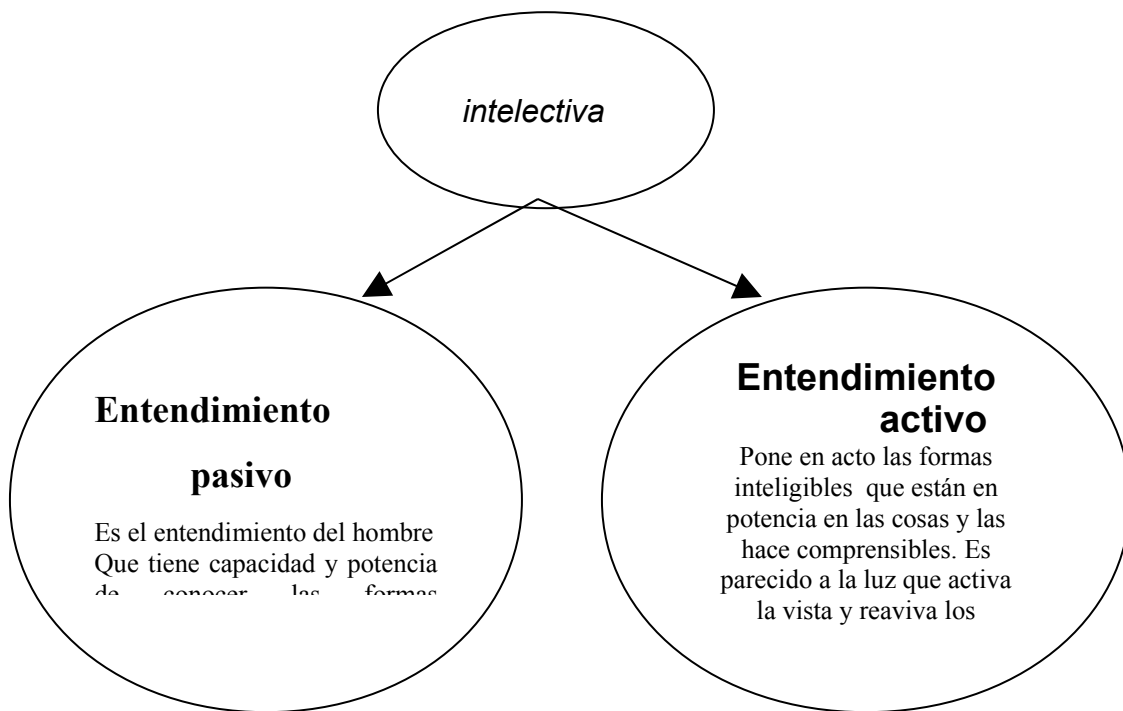 intelectiva
Entendimiento
pasivo
Es el entendimiento del hombre
Que tiene capacidad y potencia
de conocer las formas
Entendimiento
activo
Pone en acto las formas
inteligibles que están en
potencia en las cosas y las
hace comprensibles. Es
parecido a la luz que activa
la vista y reaviva los